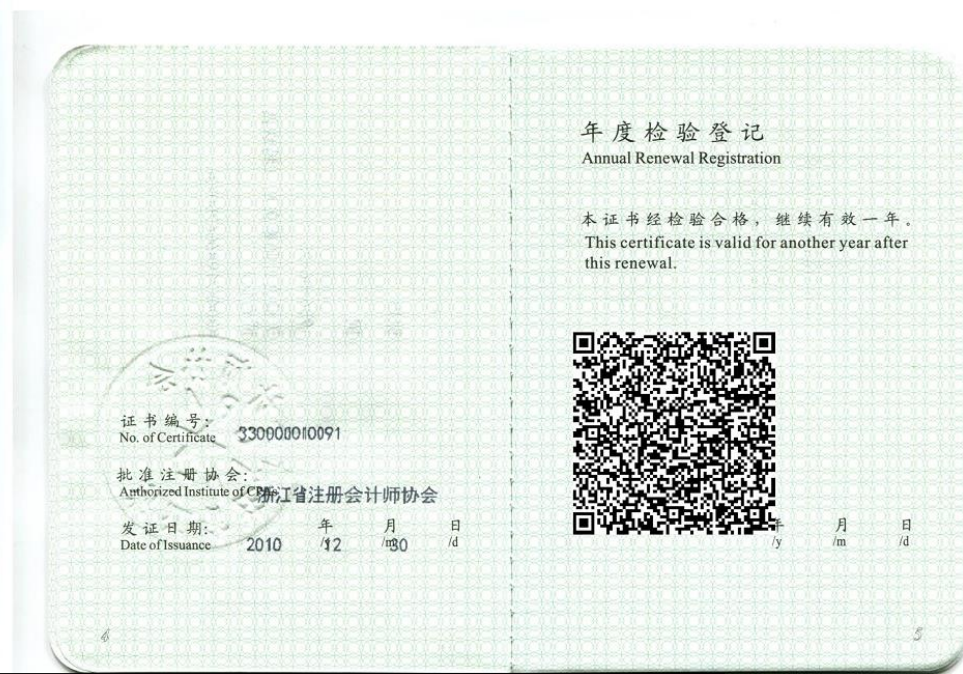 证书编号:
No. of Certificate
330000010091
批准注册协会:
Authorized Institute of CPAs
浙江省注册会计师协会
发证日期:
Date of Issuance
2010 年/y 12 月/m 30 日/d
4
年度检验登记
Annual Renewal Registration
本证书经检验合格，继续有效一年。
This certificate is valid for another year after
this renewal.
年 月 日
/y /m /d
5